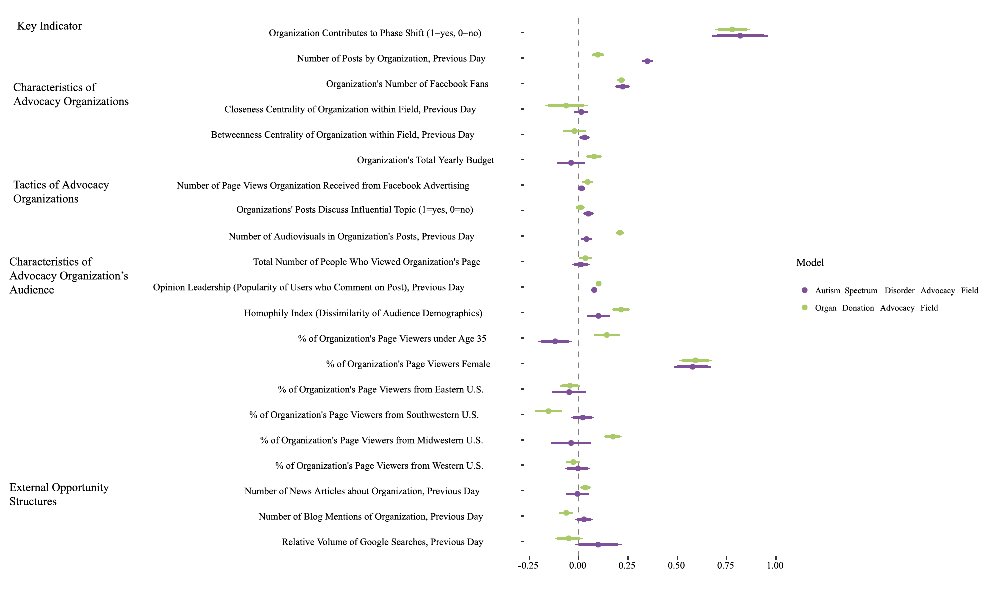 Key Indicator
Organization Contributes to Phase Shift (1=yes, 0=no)
Number of Posts by Organization, Previous Day
Characteristics of
Advocacy Organizations
Organization's Number of Facebook Fans
Closeness Centrality of Organization within Field, Previous Day
Betweenness Centrality of Organization within Field, Previous Day
Organization's Total Yearly Budget
Tactics of Advocacy
Organizations
Number of Page Views Organization Received from Facebook Advertising
Organizations' Posts Discuss Influential Topic (1=yes, 0=no)
Number of Audiovisuals in Organization's Posts, Previous Day
Characteristics of
Advocacy Organization’s
Audience
Total Number of People Who Viewed Organization's Page
Opinion Leadership (Popularity of Users who Comment on Post), Previous Day
Homophily Index (Dissimilarity of Audience Demographics)
% of Organization's Page Viewers under Age 35
% of Organization's Page Viewers Female
% of Organization's Page Viewers from Eastern U.S.
% of Organization's Page Viewers from Southwestern U.S.
% of Organization's Page Viewers from Midwestern U.S.
% of Organization's Page Viewers from Western U.S.
External Opportunity
Structures
Number of News Articles about Organization, Previous Day
Number of Blog Mentions of Organization, Previous Day
Relative Volume of Google Searches, Previous Day
-0.25 0.00 0.25 0.50 0.75 1.00
Model
Autism Spectrum Disorder Advocacy Field
Organ Donation Advocacy Field